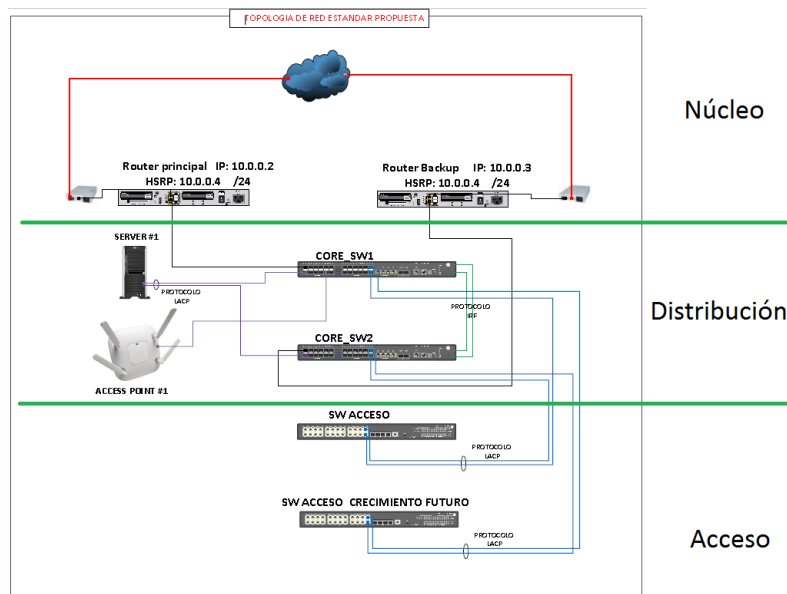 TOPOLOGIA DE RED ESTANDAR PROPUESTA
Núcleo
Router principal IP: 10.0.0.2
HSRP: 10.0.0.4 /24
Router Backup IP: 10.0.0.3
HSRP: 10.0.0.4 /24
SERVER #1
CORE_SW1
PROTOCOLO
LACP
PROTOCOLO
IRF
Distribución
CORE_SW2
ACCESS POINT #1
SW ACCESO
PROTOCOLO
LACP
SW ACCESO CRECIMIENTO FUTURO
PROTOCOLO
LACP
Acceso